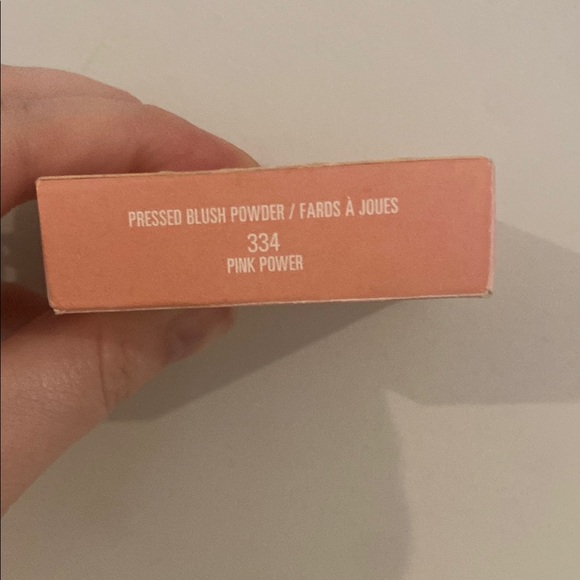 PRESSED BLUSH POWDER / FARDS À JOUES
334
PINK POWER